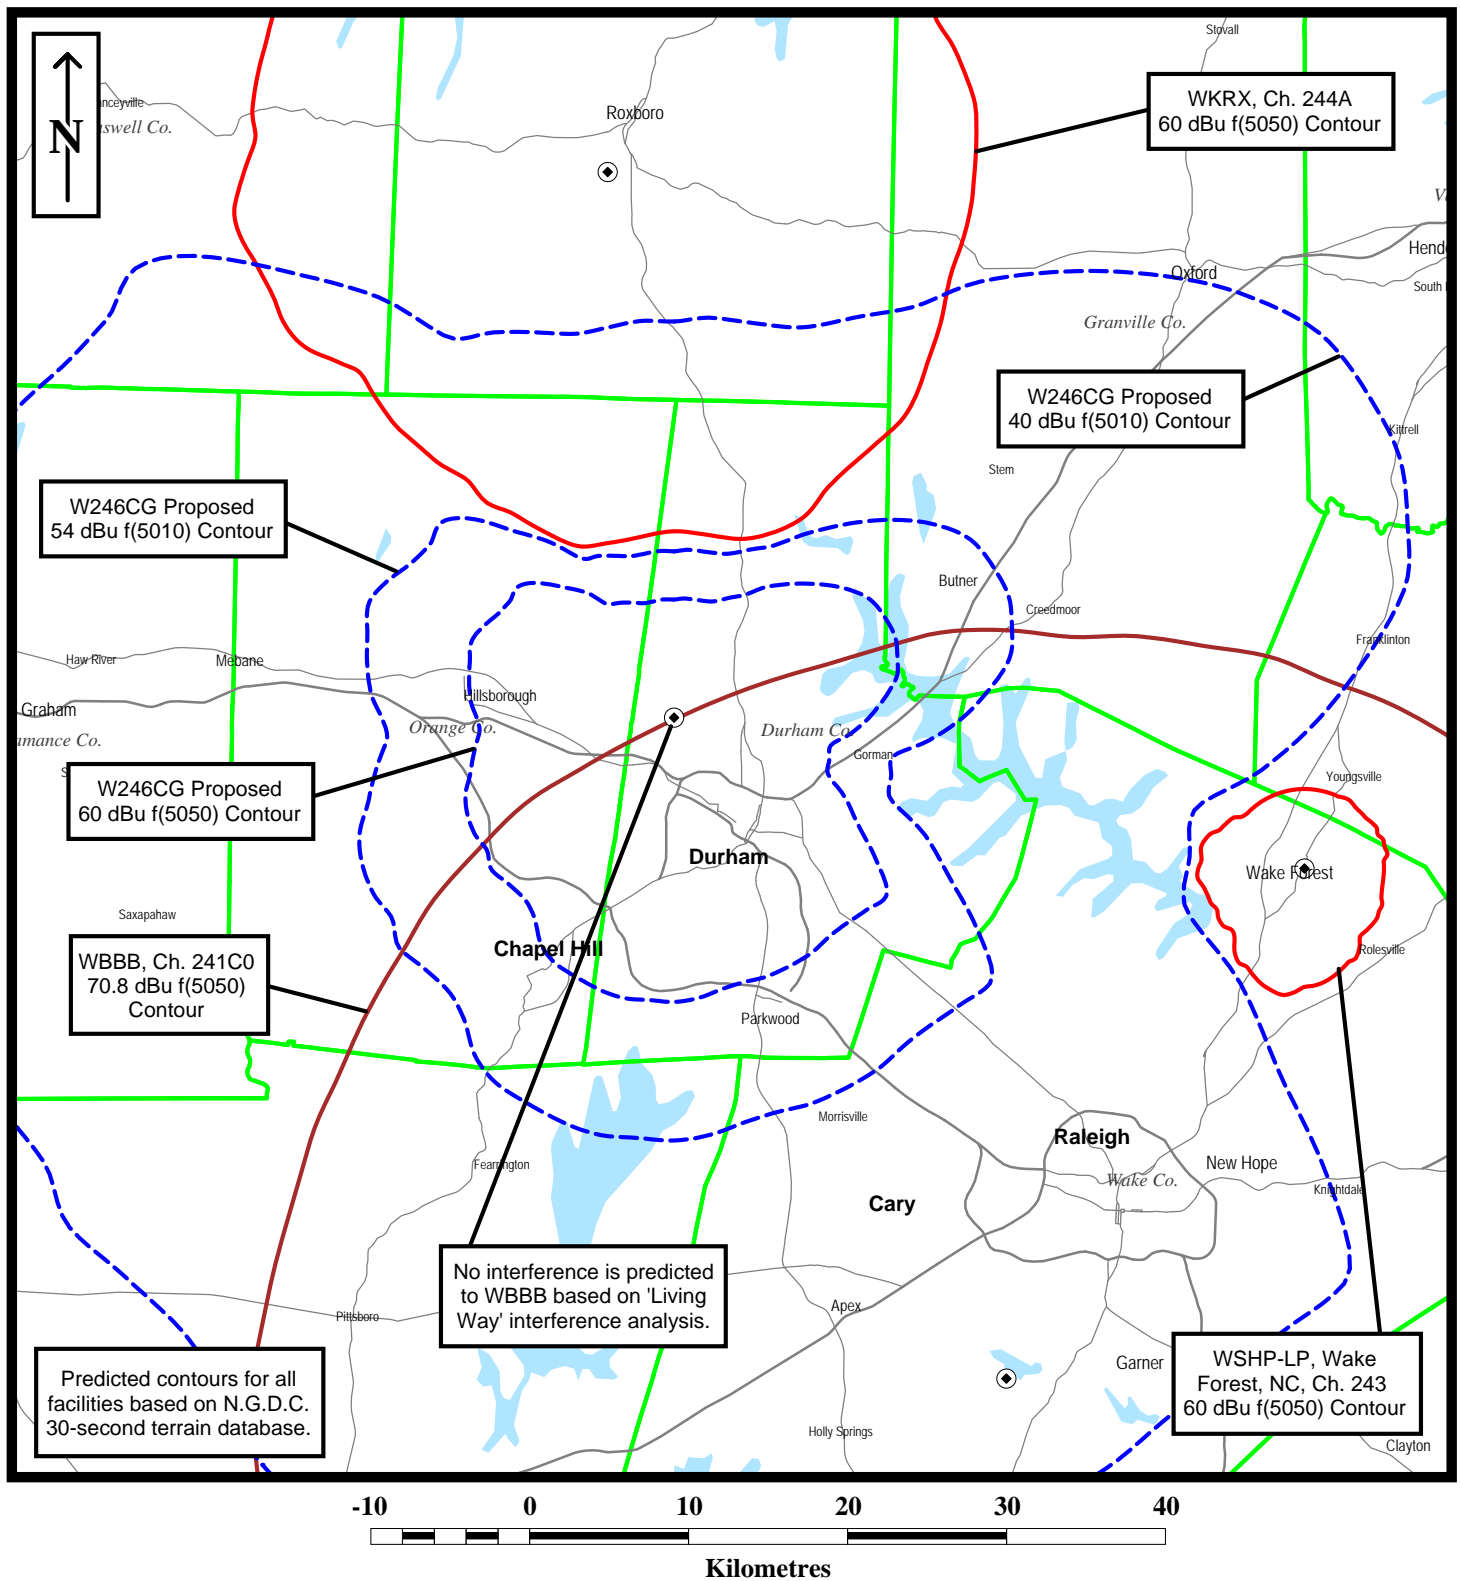 Stovall
WKRX, Ch. 244A
60 dBu f(5050) Contour
N
Roxboro
Oxford
Granville Co.
W246CG Proposed
40 dBu f(5010) Contour
Kittrell
Stem
W246CG Proposed
54 dBu f(5010) Contour
Butner
Creedmoor
Franklinton
Haw River
Mebane
Hillsborough
Graham
Orange Co.
Durham Co.
Gorman
Youngsville
W246CG Proposed
60 dBu f(5050) Contour
Durham
Wake Forest
Saxapahaw
Chapel Hill
Rolesville
WBBB, Ch. 241C0
70.8 dBu f(5050)
Contour
Parkwood
Morrisville
Raleigh
Fearrington
New Hope
Wake Co.
Knightdale
Cary
No interference is predicted
to WBBB based on 'Living
Way' interference analysis.
Pittsboro
Apex
Garner
WSHP-LP, Wake
Forest, NC, Ch. 243
60 dBu f(5050) Contour
Predicted contours for all
facilities based on N.G.D.C.
30-second terrain database.
Holly Springs
Clayton
-10 0 10 20 30 40
Kilometres